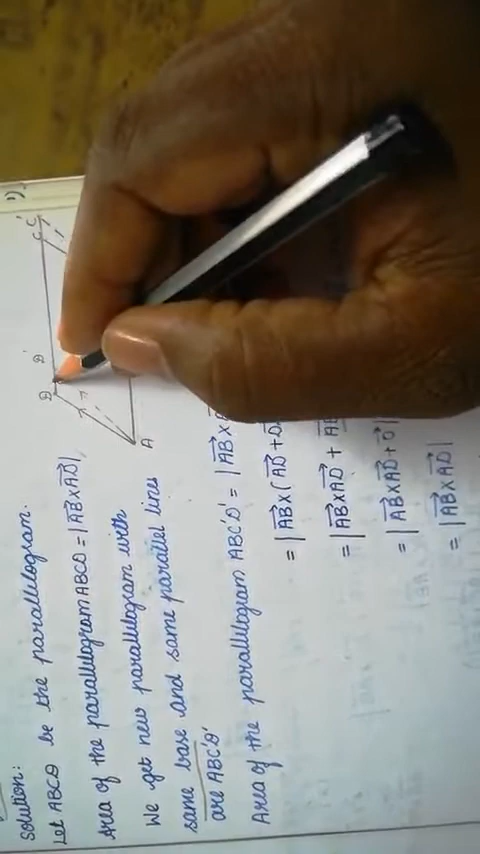 Solution:
Let ABCD be the parallelogram.
Area of the parallelogram ABCD = |AB⃗ × AD⃗|,
We get new parallelogram with
same base and same parallel lines
are ABC'D'
Area of the parallelogram ABC'D' = |AB⃗ ×
= |AB⃗ × (AD⃗ +
= |AB⃗ × AD⃗ +
= |AB⃗ × AD⃗ + 0⃗|
= |AB⃗ × AD⃗|
D D' C C'
A